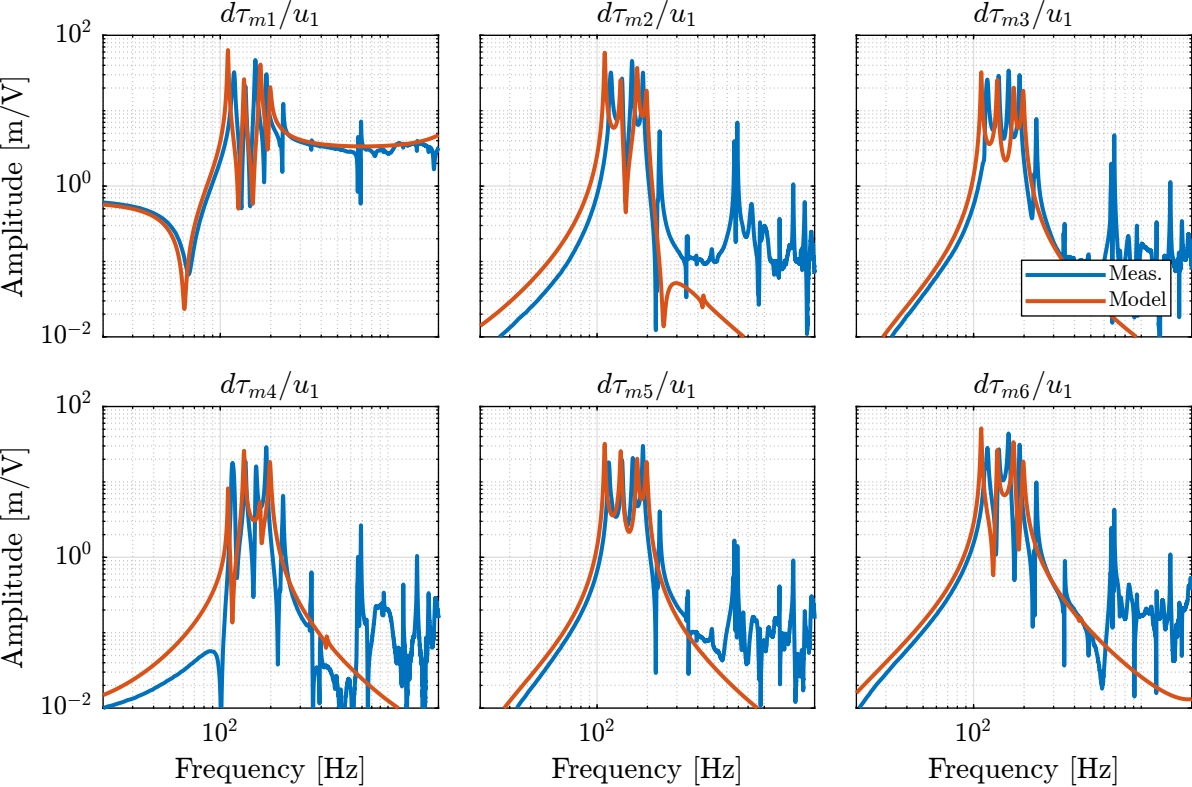 dτm1/u1
dτm2/u1
dτm3/u1
Amplitude [m/V]
10^2
10^0
10^−2
Meas.
Model
dτm4/u1
dτm5/u1
dτm6/u1
Amplitude [m/V]
10^2
10^0
10^−2
10^2
10^2
10^2
Frequency [Hz]
Frequency [Hz]
Frequency [Hz]